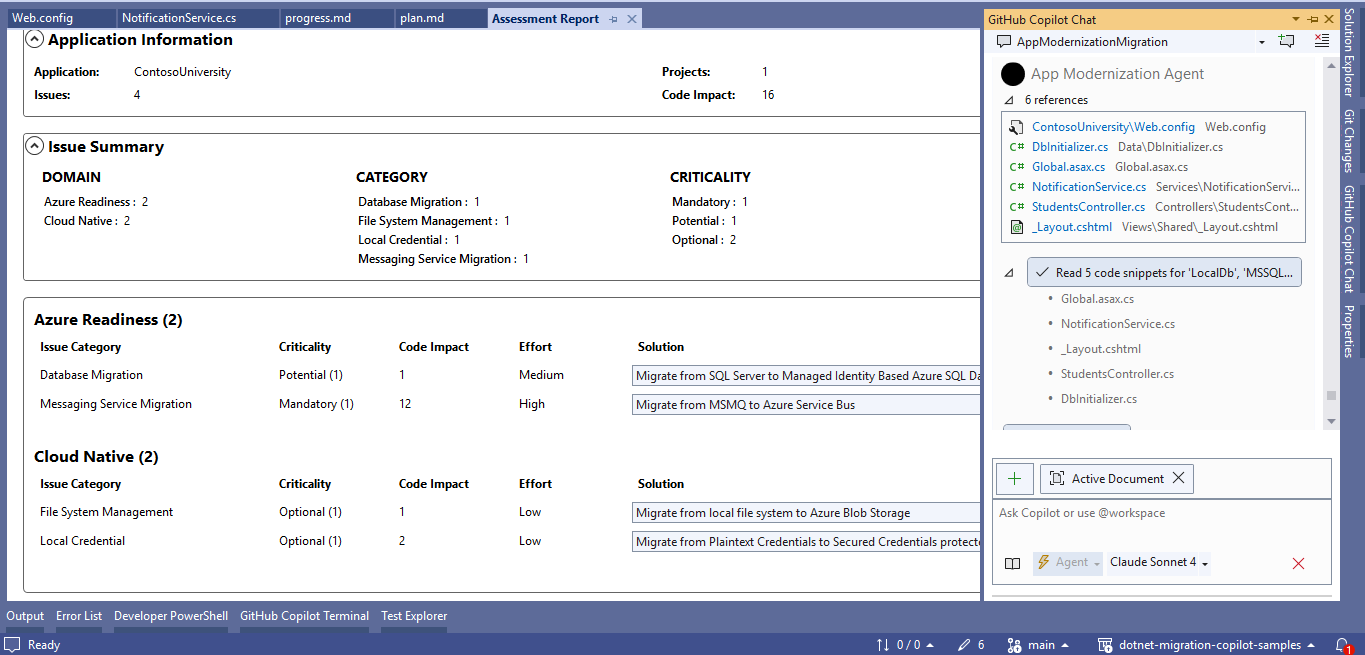 Web.config NotificationService.cs progress.md plan.md Assessment Report
Application Information
Application: ContosoUniversity Projects: 1
Issues: 4 Code Impact: 16
Issue Summary
DOMAIN CATEGORY CRITICALITY
Azure Readiness : 2 Database Migration : 1 Mandatory : 1
Cloud Native : 2 File System Management : 1 Potential : 1
Local Credential : 1 Optional : 2
Messaging Service Migration : 1
Azure Readiness (2)
Issue Category Criticality Code Impact Effort Solution
Database Migration Potential (1) 1 Medium Migrate from SQL Server to Managed Identity Based Azure SQL Da
Messaging Service Migration Mandatory (1) 12 High Migrate from MSMQ to Azure Service Bus
Cloud Native (2)
Issue Category Criticality Code Impact Effort Solution
File System Management Optional (1) 1 Low Migrate from local file system to Azure Blob Storage
Local Credential Optional (1) 2 Low Migrate from Plaintext Credentials to Secured Credentials protecte
GitHub Copilot Chat
AppModernizationMigration
App Modernization Agent
6 references
ContosoUniversity\Web.config Web.config
C# DbInitializer.cs Data\DbInitializer.cs
C# Global.asax.cs Global.asax.cs
C# NotificationService.cs Services\NotificationServi...
C# StudentsController.cs Controllers\StudentsCont...
_Layout.cshtml Views\Shared\_Layout.cshtml
Read 5 code snippets for 'LocalDb', 'MSSQL...
• Global.asax.cs
• NotificationService.cs
• _Layout.cshtml
• StudentsController.cs
• DbInitializer.cs
Active Document
Ask Copilot or use @workspace
Agent Claude Sonnet 4
Solution Explorer
Git Changes
GitHub Copilot Chat
Properties
Output Error List Developer PowerShell GitHub Copilot Terminal Test Explorer
Ready 0 / 0 6 main dotnet-migration-copilot-samples 1